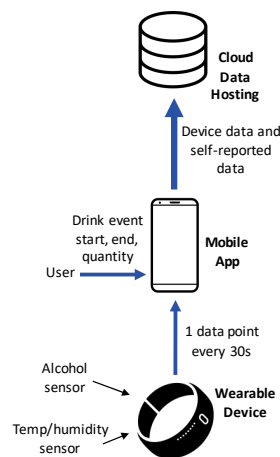 Cloud
Data
Hosting
Device data and
self-reported
data
Drink event
start, end,
quantity
User
Mobile
App
1 data point
every 30s
Alcohol
sensor
Wearable
Device
Temp/humidity
sensor